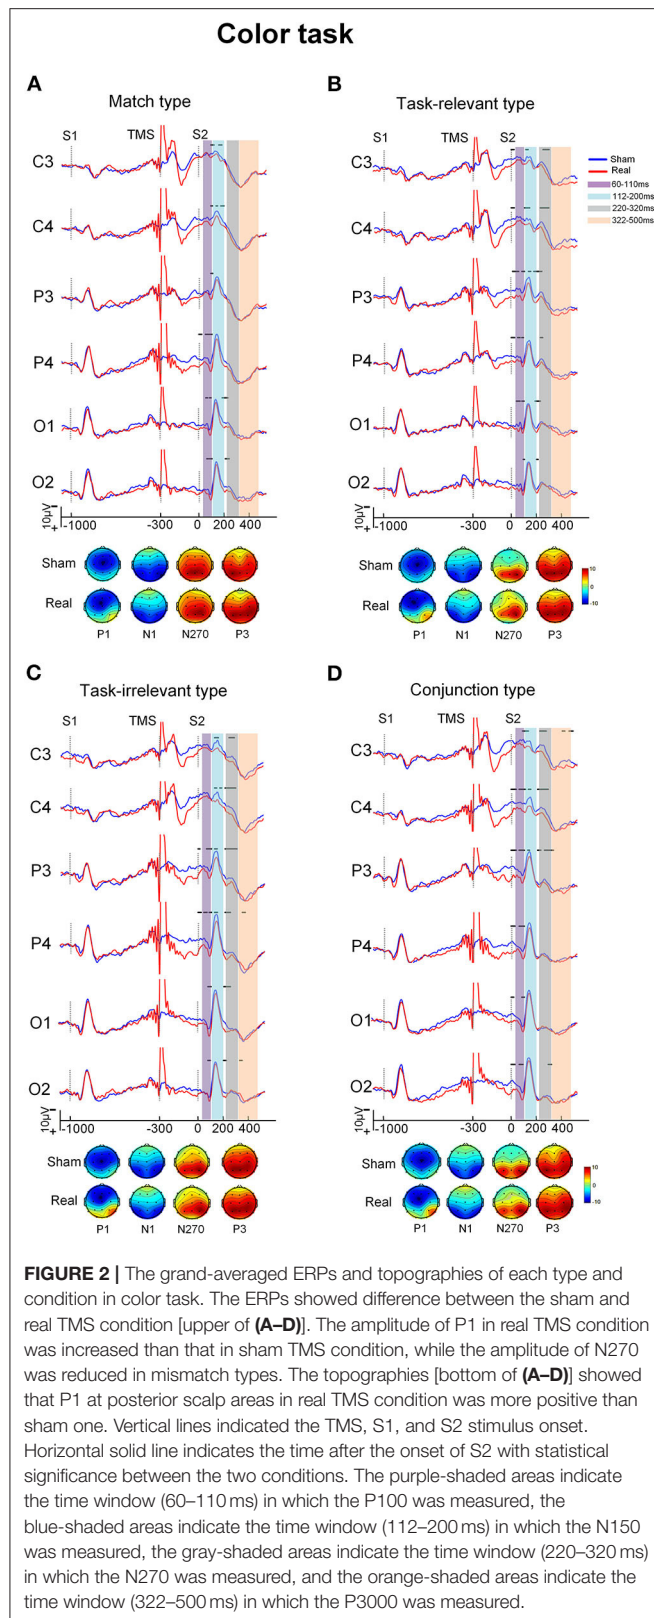 Color task
A
Match type
S1 TMS S2
C3
C4
P3
P4
O1
O2
10μV
- +
-1000 -300 0 200 400
Sham
Real
P1 N1 N270 P3
B
Task-relevant type
S1 TMS S2
Sham
Real
60-110ms
112-200ms
220-320ms
322-500ms
C3
C4
P3
P4
O1
O2
10μV
- +
-1000 -300 0 200 400
Sham
Real
10
0
-10
P1 N1 N270 P3
C
Task-irrelevant type
S1 TMS S2
C3
C4
P3
P4
O1
O2
10μV
- +
-1000 -300 0 200 400
Sham
Real
P1 N1 N270 P3
D
Conjunction type
S1 TMS S2
C3
C4
P3
P4
O1
O2
10μV
- +
-1000 -300 0 200 400
Sham
Real
10
0
-10
P1 N1 N270 P3
FIGURE 2 | The grand-averaged ERPs and topographies of each type and
condition in color task. The ERPs showed difference between the sham and
real TMS condition [upper of (A–D)]. The amplitude of P1 in real TMS condition
was increased than that in sham TMS condition, while the amplitude of N270
was reduced in mismatch types. The topographies [bottom of (A–D)] showed
that P1 at posterior scalp areas in real TMS condition was more positive than
sham one. Vertical lines indicated the TMS, S1, and S2 stimulus onset.
Horizontal solid line indicates the time after the onset of S2 with statistical
significance between the two conditions. The purple-shaded areas indicate
the time window (60–110 ms) in which the P100 was measured, the
blue-shaded areas indicate the time window (112–200 ms) in which the N150
was measured, the gray-shaded areas indicate the time window (220–320 ms)
in which the N270 was measured, and the orange-shaded areas indicate the
time window (322–500 ms) in which the P3000 was measured.